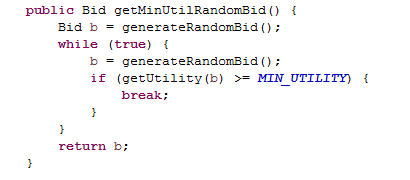 public Bid getMinUtilRandomBid() {
    Bid b = generateRandomBid();
    while (true) {
        b = generateRandomBid();
        if (getUtility(b) >= MIN_UTILITY) {
            break;
        }
    }
    return b;
}